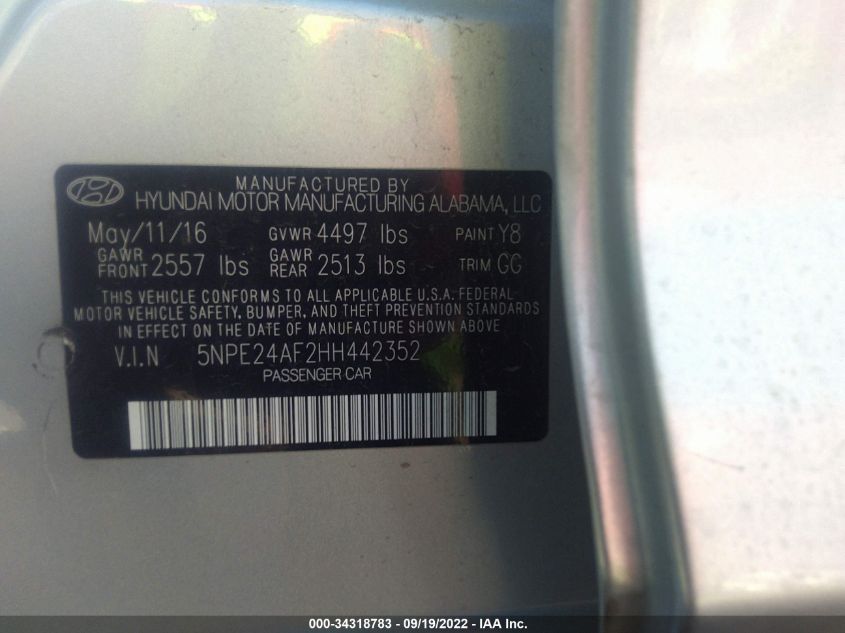 MANUFACTURED BY
HYUNDAI MOTOR MANUFACTURING ALABAMA, LLC
May/11/16 GVWR 4497 lbs PAINT Y8
GAWR FRONT 2557 lbs GAWR REAR 2513 lbs TRIM GG
THIS VEHICLE CONFORMS TO ALL APPLICABLE U.S.A. FEDERAL
MOTOR VEHICLE SAFETY, BUMPER, AND THEFT PREVENTION STANDARDS
IN EFFECT ON THE DATE OF MANUFACTURE SHOWN ABOVE
V.I.N 5NPE24AF2HH442352
PASSENGER CAR
000-34318783 - 09/19/2022 - IAA Inc.